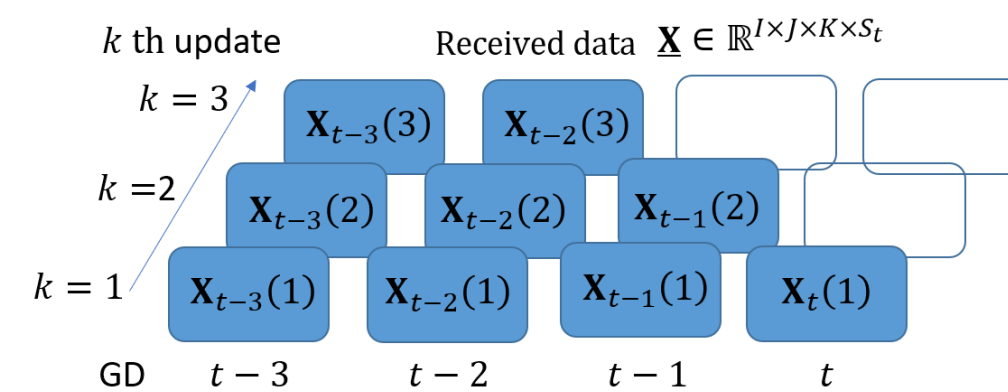 k th update
Received data X ∈ ℝ^{I×J×K×S_t}
k = 3
X_{t−3}(3) X_{t−2}(3)
k =2
X_{t−3}(2) X_{t−2}(2) X_{t−1}(2)
k = 1
X_{t−3}(1) X_{t−2}(1) X_{t−1}(1) X_t(1)
GD t − 3 t − 2 t − 1 t